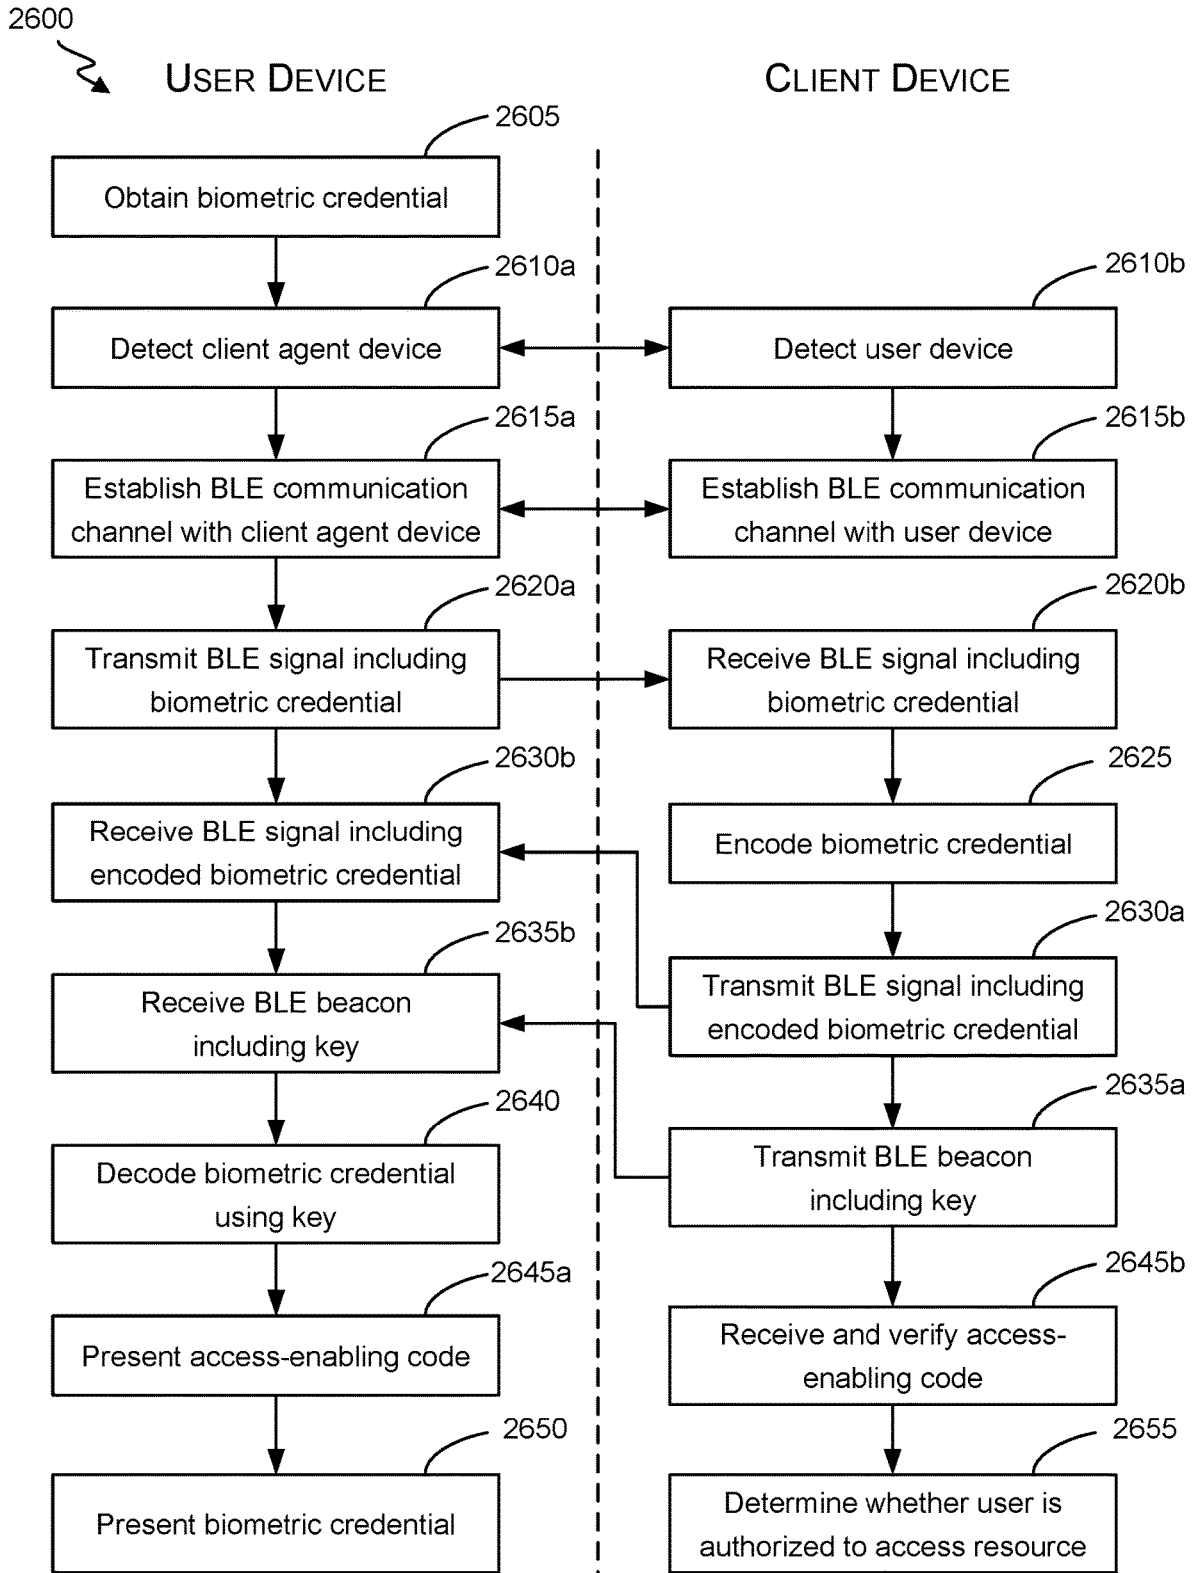 2600
USER DEVICE
CLIENT DEVICE
2605
Obtain biometric credential
2610a
Detect client agent device
2610b
Detect user device
2615a
Establish BLE communication
channel with client agent device
2615b
Establish BLE communication
channel with user device
2620a
Transmit BLE signal including
biometric credential
2620b
Receive BLE signal including
biometric credential
2630b
Receive BLE signal including
encoded biometric credential
2625
Encode biometric credential
2635b
Receive BLE beacon
including key
2630a
Transmit BLE signal including
encoded biometric credential
2640
Decode biometric credential
using key
2635a
Transmit BLE beacon
including key
2645a
Present access-enabling code
2645b
Receive and verify access-
enabling code
2650
Present biometric credential
2655
Determine whether user is
authorized to access resource